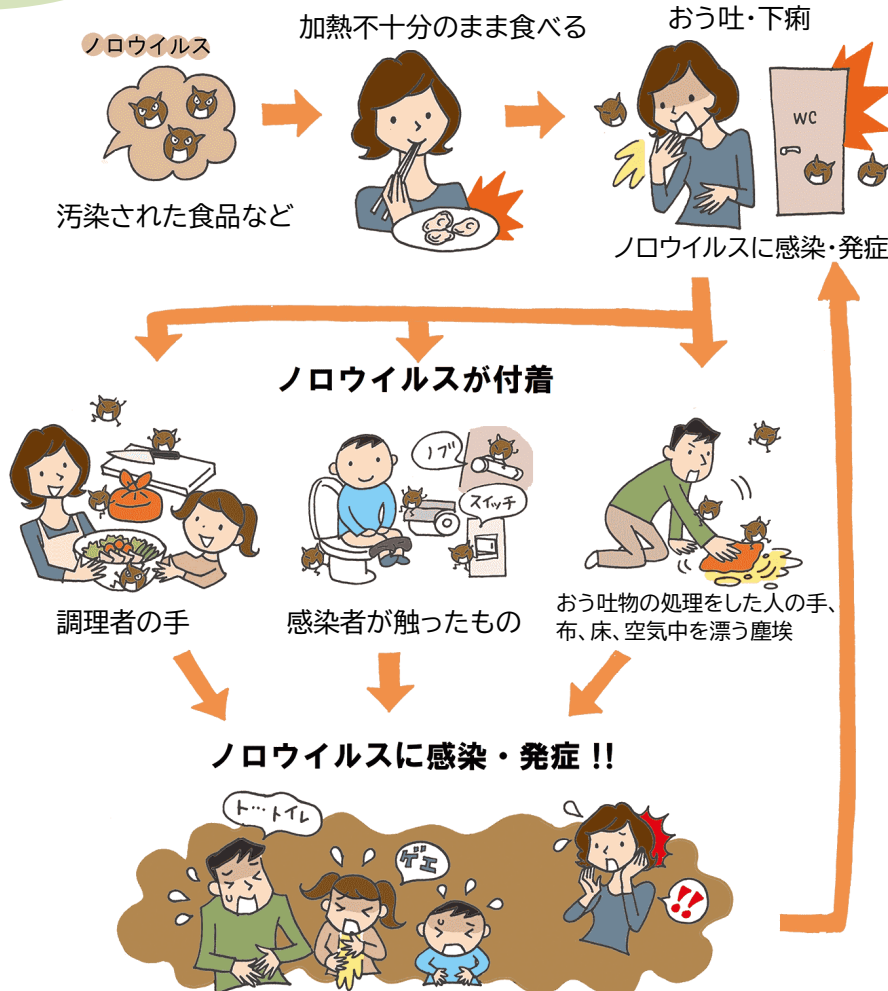 ノロウイルス
加熱不十分のまま食べる
おう吐・下痢
WC
汚染された食品など
ノロウイルスに感染・発症
ノロウイルスが付着
ノブ
スイッチ
調理者の手
感染者が触ったもの
おう吐物の処理をした人の手、
布、床、空気中を漂う塵埃
ノロウイルスに感染・発症!!
ト…トイレ
ゲエ
!!